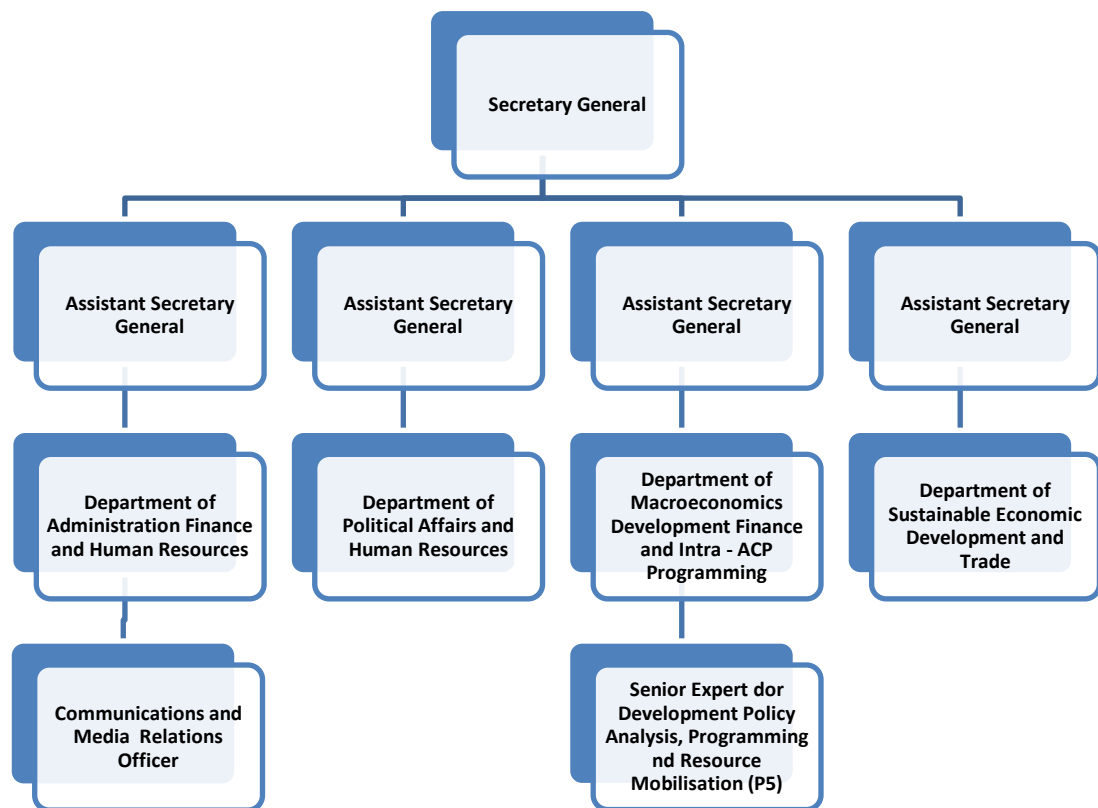 Secretary General
Assistant Secretary
General
Assistant Secretary
General
Assistant Secretary
General
Assistant Secretary
General
Department of
Administration Finance
and Human Resources
Department of
Political Affairs and
Human Resources
Department of
Macroeconomics
Development Finance
and Intra - ACP
Programming
Department of
Sustainable Economic
Development and
Trade
Communications and
Media Relations
Officer
Senior Expert dor
Development Policy
Analysis, Programming
nd Resource
Mobilisation (P5)